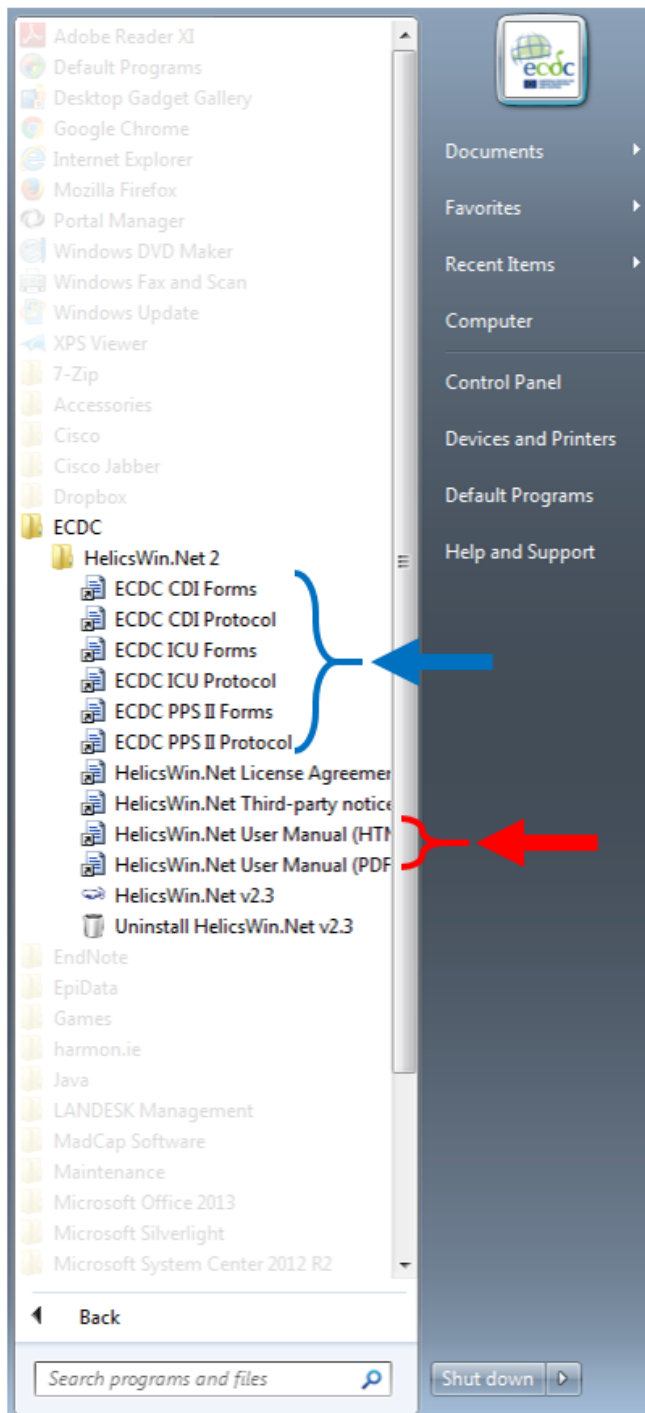 Adobe Reader XI
Default Programs
Desktop Gadget Gallery
Google Chrome
Internet Explorer
Mozilla Firefox
Portal Manager
Windows DVD Maker
Windows Fax and Scan
Windows Update
XPS Viewer
7-Zip
Accessories
Cisco
Cisco Jabber
Dropbox
ECDC
HelicsWin.Net 2
ECDC CDI Forms
ECDC CDI Protocol
ECDC ICU Forms
ECDC ICU Protocol
ECDC PPS II Forms
ECDC PPS II Protocol
HelicsWin.Net License Agreemer
HelicsWin.Net Third-party notice
HelicsWin.Net User Manual (HTM
HelicsWin.Net User Manual (PDF
HelicsWin.Net v2.3
Uninstall HelicsWin.Net v2.3
EndNote
EpiData
Games
harmon.ie
Java
LANDESK Management
MadCap Software
Maintenance
Microsoft Office 2013
Microsoft Silverlight
Microsoft System Center 2012 R2
Back
Search programs and files
ecdc
Documents
Favorites
Recent Items
Computer
Control Panel
Devices and Printers
Default Programs
Help and Support
Shut down